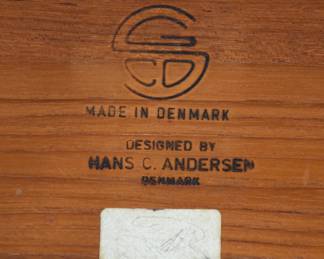 MADE IN DENMARK
DESIGNED BY
HANS C. ANDERSEN
DENMARK